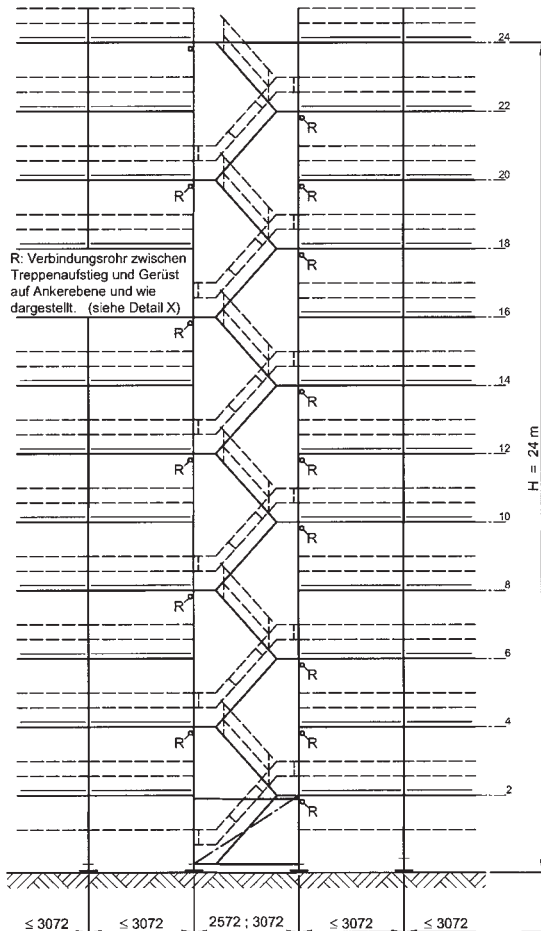 24
22
R
20
R R
18
R
R: Verbindungsrohr zwischen
Treppenaufstieg und Gerüst
auf Ankerebene und wie
dargestellt. (siehe Detail X)
16
R
14
R
12
R R
H = 24 m
10
R
8
R
6
R
4
R R
2
R
≤ 3072 ≤ 3072 2572 ; 3072 ≤ 3072 ≤ 3072